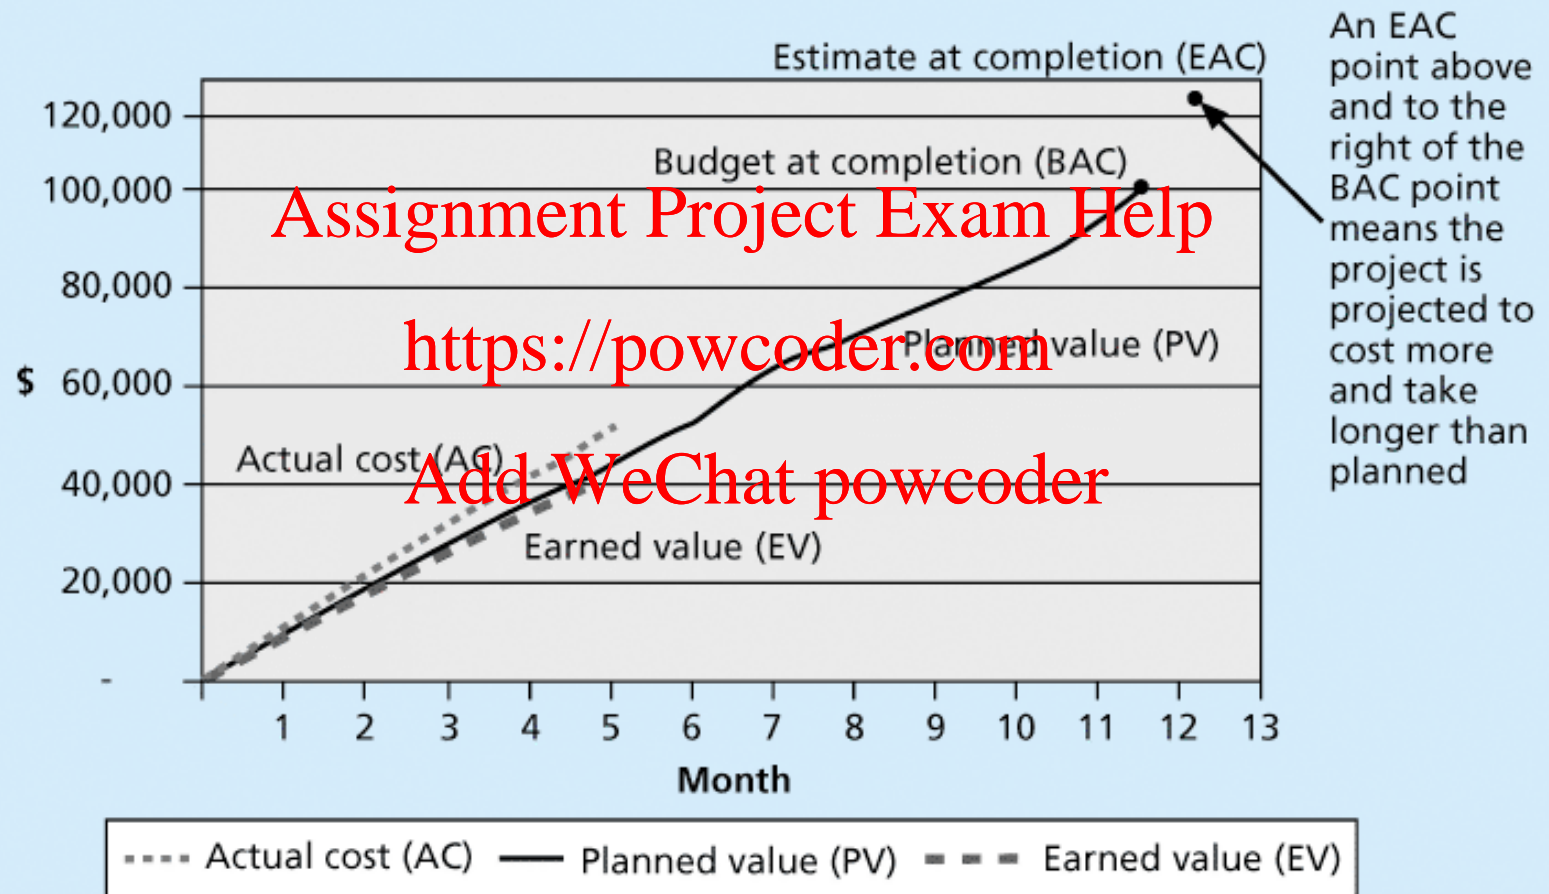 Estimate at completion (EAC)
An EAC
point above
and to the
right of the
BAC point
means the
project is
projected to
cost more
and take
longer than
planned
120,000
Budget at completion (BAC)
100,000
Assignment Project Exam Help
80,000
https://powcoder.com
Planned value (PV)
$ 60,000
Actual cost (AC)
Add WeChat powcoder
40,000
Earned value (EV)
20,000
-
1 2 3 4 5 6 7 8 9 10 11 12 13
Month
Actual cost (AC) Planned value (PV) Earned value (EV)